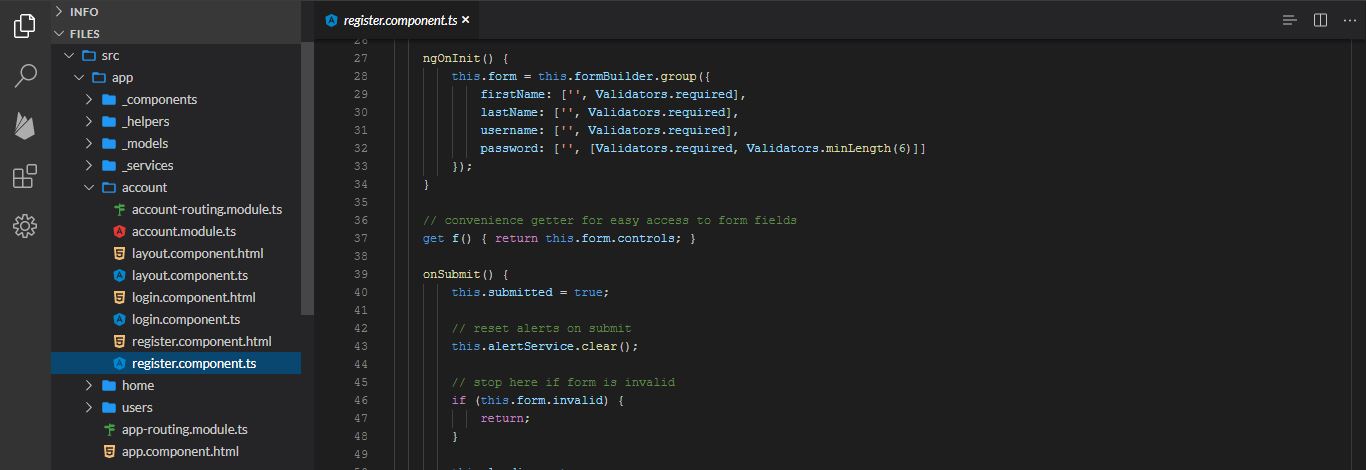 INFO
FILES
src
app
_components
_helpers
_models
_services
account
account-routing.module.ts
account.module.ts
layout.component.html
layout.component.ts
login.component.html
login.component.ts
register.component.html
register.component.ts
home
users
app-routing.module.ts
app.component.html
register.component.ts
26
27 ngOnInit() {
28 this.form = this.formBuilder.group({
29 firstName: ['', Validators.required],
30 lastName: ['', Validators.required],
31 username: ['', Validators.required],
32 password: ['', [Validators.required, Validators.minLength(6)]]
33 });
34 }
35
36 // convenience getter for easy access to form fields
37 get f() { return this.form.controls; }
38
39 onSubmit() {
40 this.submitted = true;
41
42 // reset alerts on submit
43 this.alertService.clear();
44
45 // stop here if form is invalid
46 if (this.form.invalid) {
47 return;
48 }
49